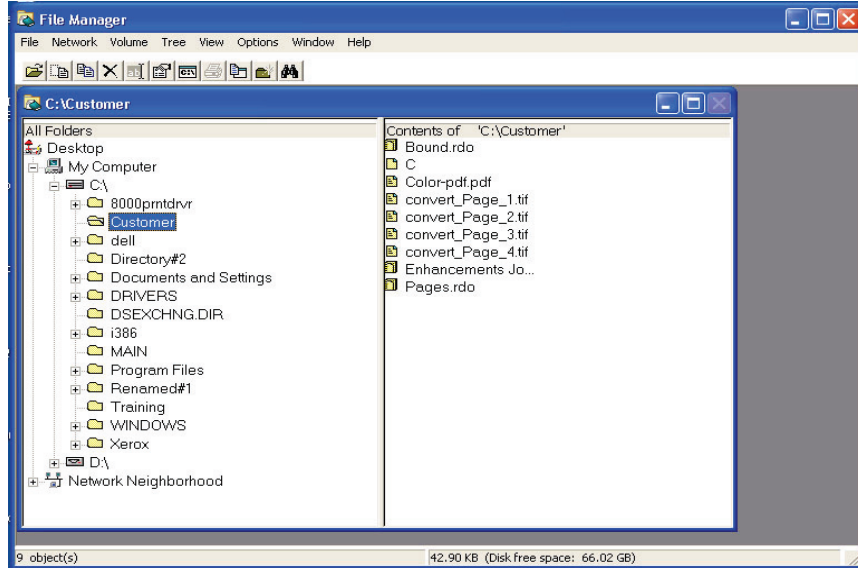 File Manager
File Network Volume Tree View Options Window Help
C:\Customer
All Folders
Desktop
My Computer
C:\
8000prntdrvr
Customer
dell
Directory#2
Documents and Settings
DRIVERS
DSEXCHNG.DIR
i386
MAIN
Program Files
Renamed#1
Training
WINDOWS
Xerox
D:\
Network Neighborhood
Contents of 'C:\Customer'
Bound.rdo
C
Color-pdf.pdf
convert_Page_1.tif
convert_Page_2.tif
convert_Page_3.tif
convert_Page_4.tif
Enhancements Jo...
Pages.rdo
9 object(s)
42.90 KB (Disk free space: 66.02 GB)